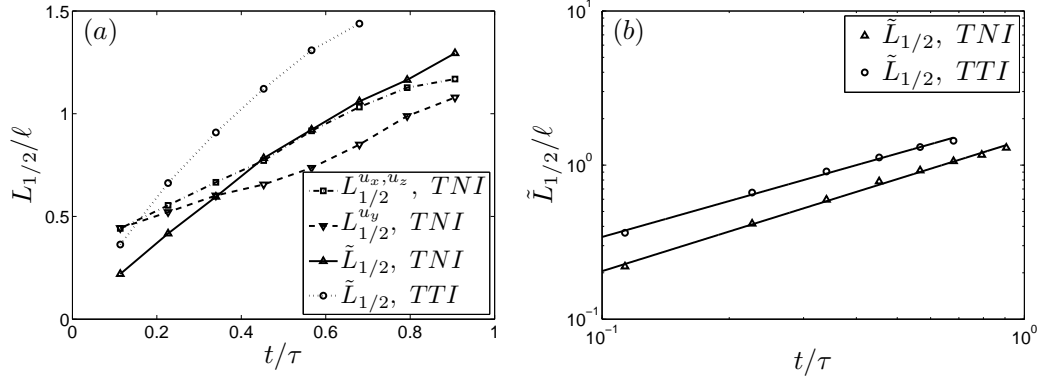 (a)
1.5
1
0.5
0
0 0.2 0.4 0.6 0.8 1
L_{1/2}/ℓ
t/τ
L_{1/2}^{u_x,u_z}, TNI
L_{1/2}^{u_y}, TNI
L̃_{1/2}, TNI
L̃_{1/2}, TTI
(b)
10^1
10^0
10^{-1}
10^{-1} 10^0
L̃_{1/2}/ℓ
t/τ
L̃_{1/2}, TNI
L̃_{1/2}, TTI